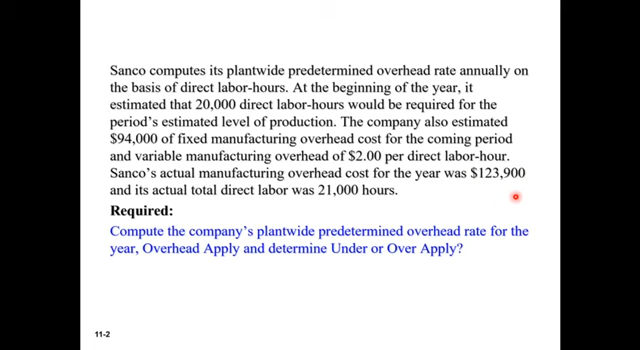 Sanco computes its plantwide predetermined overhead rate annually on
the basis of direct labor-hours. At the beginning of the year, it
estimated that 20,000 direct labor-hours would be required for the
period's estimated level of production. The company also estimated
$94,000 of fixed manufacturing overhead cost for the coming period
and variable manufacturing overhead of $2.00 per direct labor-hour.
Sanco's actual manufacturing overhead cost for the year was $123,900
and its actual total direct labor was 21,000 hours.
Required:
Compute the company's plantwide predetermined overhead rate for the
year, Overhead Apply and determine Under or Over Apply?
11-2